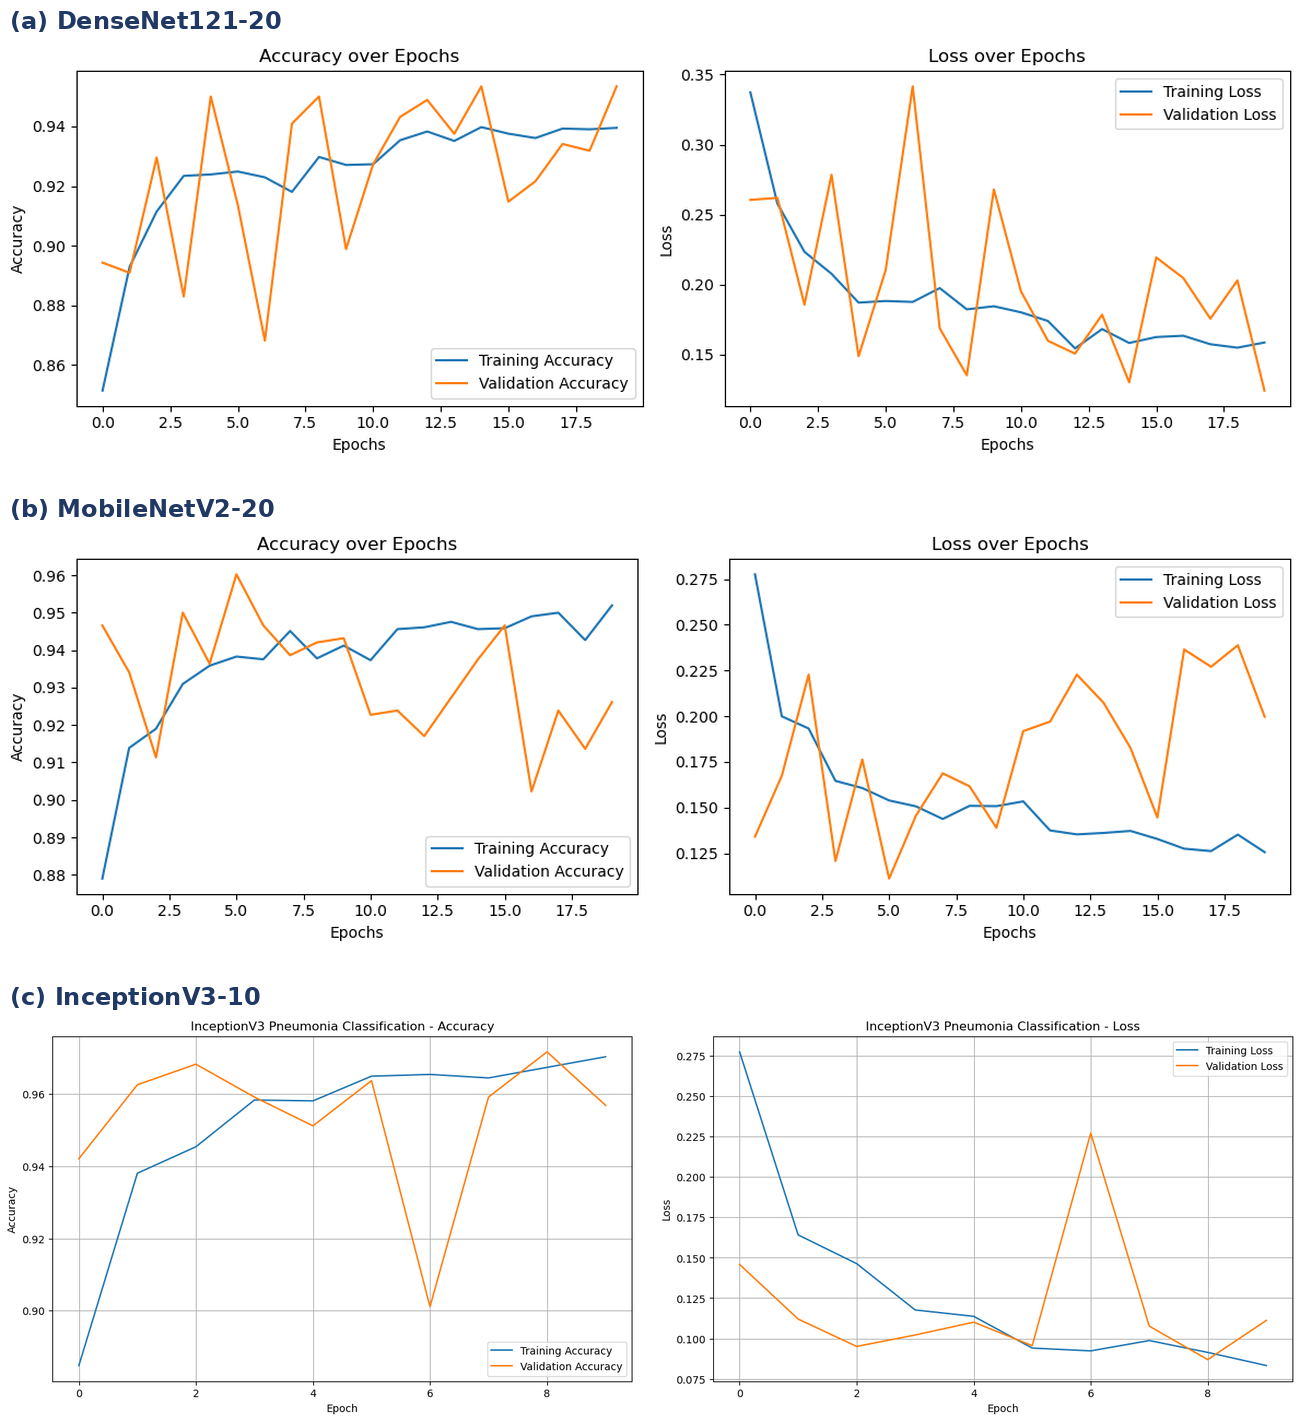 (a) DenseNet121-20
Accuracy over Epochs
Accuracy
0.94
0.92
0.90
0.88
0.86
Training Accuracy
Validation Accuracy
0.0 2.5 5.0 7.5 10.0 12.5 15.0 17.5
Epochs
Loss over Epochs
Loss
0.35
0.30
0.25
0.20
0.15
Training Loss
Validation Loss
0.0 2.5 5.0 7.5 10.0 12.5 15.0 17.5
Epochs
(b) MobileNetV2-20
Accuracy over Epochs
Accuracy
0.96
0.95
0.94
0.93
0.92
0.91
0.90
0.89
0.88
Training Accuracy
Validation Accuracy
0.0 2.5 5.0 7.5 10.0 12.5 15.0 17.5
Epochs
Loss over Epochs
Loss
0.275
0.250
0.225
0.200
0.175
0.150
0.125
Training Loss
Validation Loss
0.0 2.5 5.0 7.5 10.0 12.5 15.0 17.5
Epochs
(c) InceptionV3-10
InceptionV3 Pneumonia Classification - Accuracy
Accuracy
0.96
0.94
0.92
0.90
Training Accuracy
Validation Accuracy
0 2 4 6 8
Epoch
InceptionV3 Pneumonia Classification - Loss
Loss
0.275
0.250
0.225
0.200
0.175
0.150
0.125
0.100
0.075
Training Loss
Validation Loss
0 2 4 6 8
Epoch